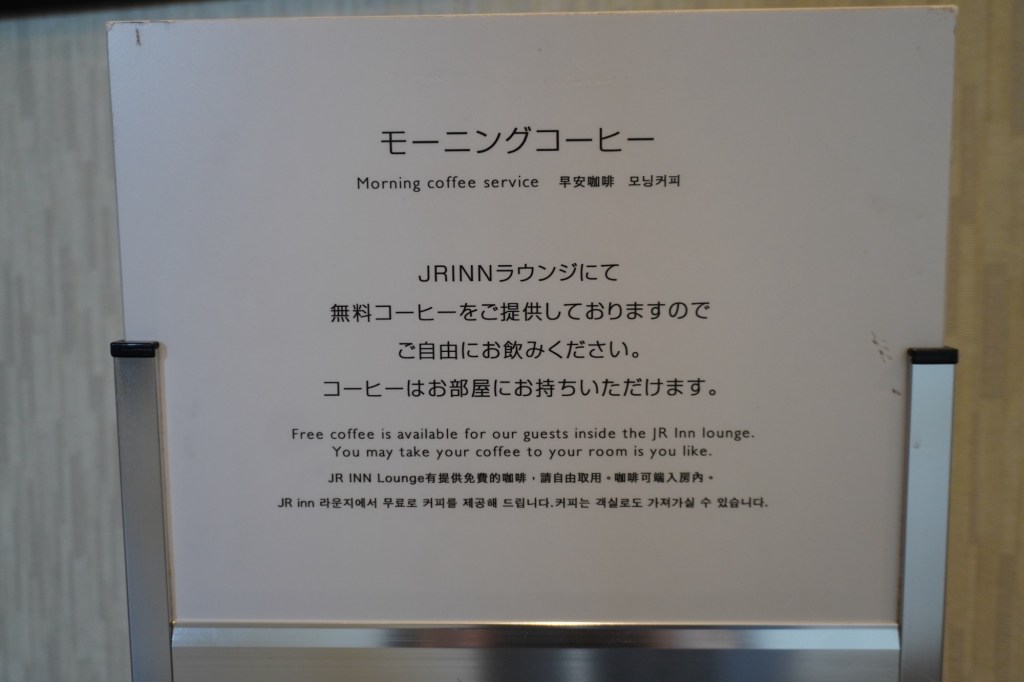 モーニングコーヒー
Morning coffee service 早安咖啡 모닝커피
JRINNラウンジにて
無料コーヒーをご提供しておりますので
ご自由にお飲みください。
コーヒーはお部屋にお持ちいただけます。
Free coffee is available for our guests inside the JR Inn lounge.
You may take your coffee to your room is you like.
JR INN Lounge有提供免費的咖啡，請自由取用。咖啡可端入房內。
JR inn 라운지에서 무료로 커피를 제공해 드립니다.커피는 객실로도 가져가실 수 있습니다.